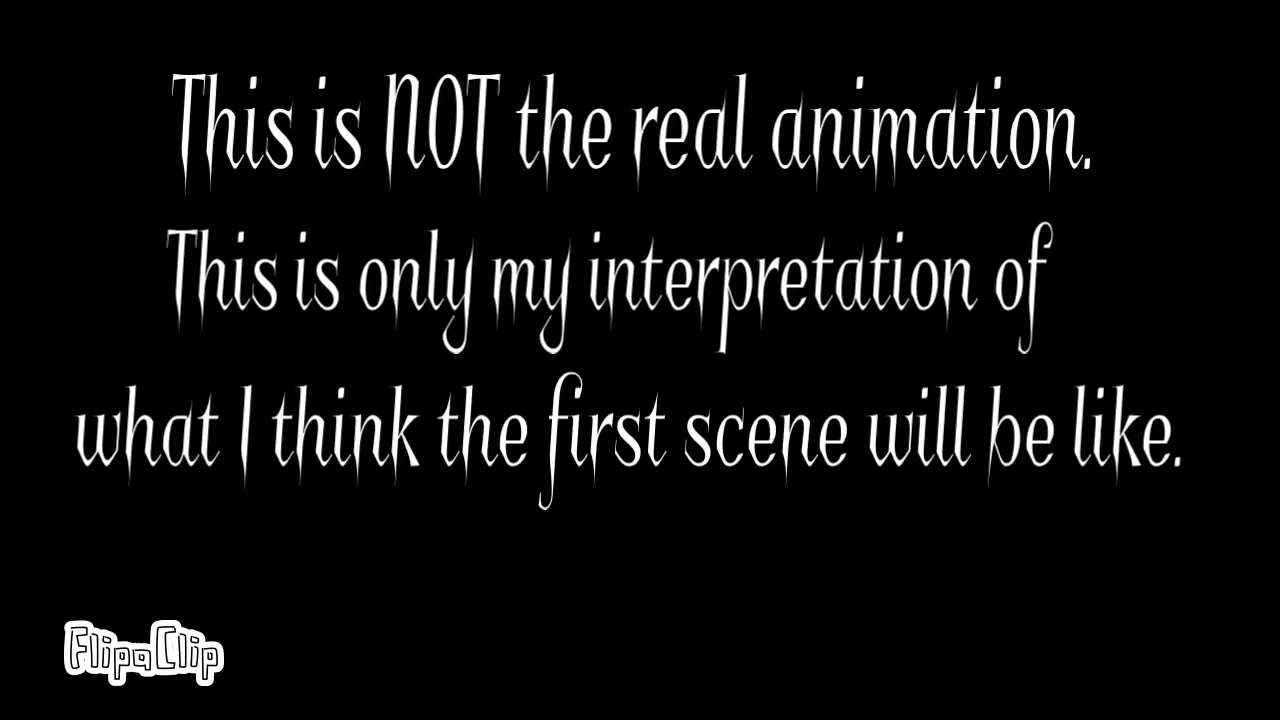 This is NOT the real animation.
This is only my interpretation of
what I think the first scene will be like.
FlipaClip